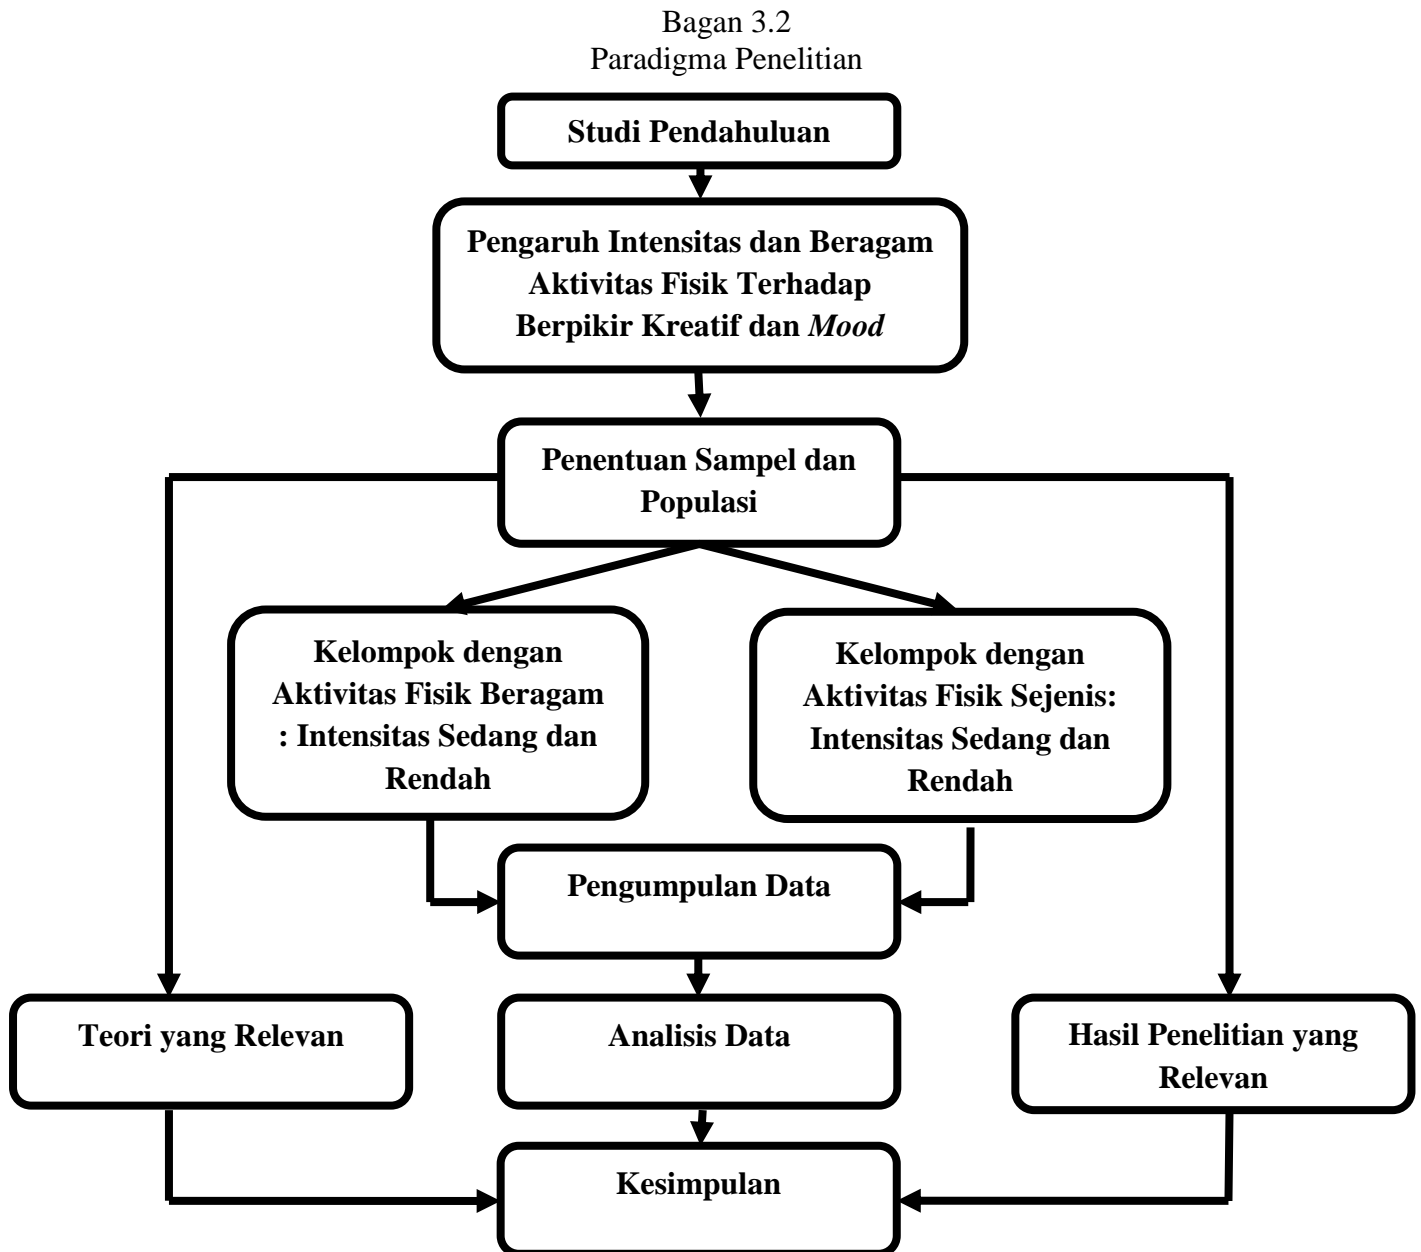 Bagan 3.2
Paradigma Penelitian
Studi Pendahuluan
Pengaruh Intensitas dan Beragam
Aktivitas Fisik Terhadap
Berpikir Kreatif dan Mood
Penentuan Sampel dan
Populasi
Kelompok dengan
Aktivitas Fisik Beragam
: Intensitas Sedang dan
Rendah
Kelompok dengan
Aktivitas Fisik Sejenis:
Intensitas Sedang dan
Rendah
Pengumpulan Data
Teori yang Relevan
Analisis Data
Hasil Penelitian yang
Relevan
Kesimpulan